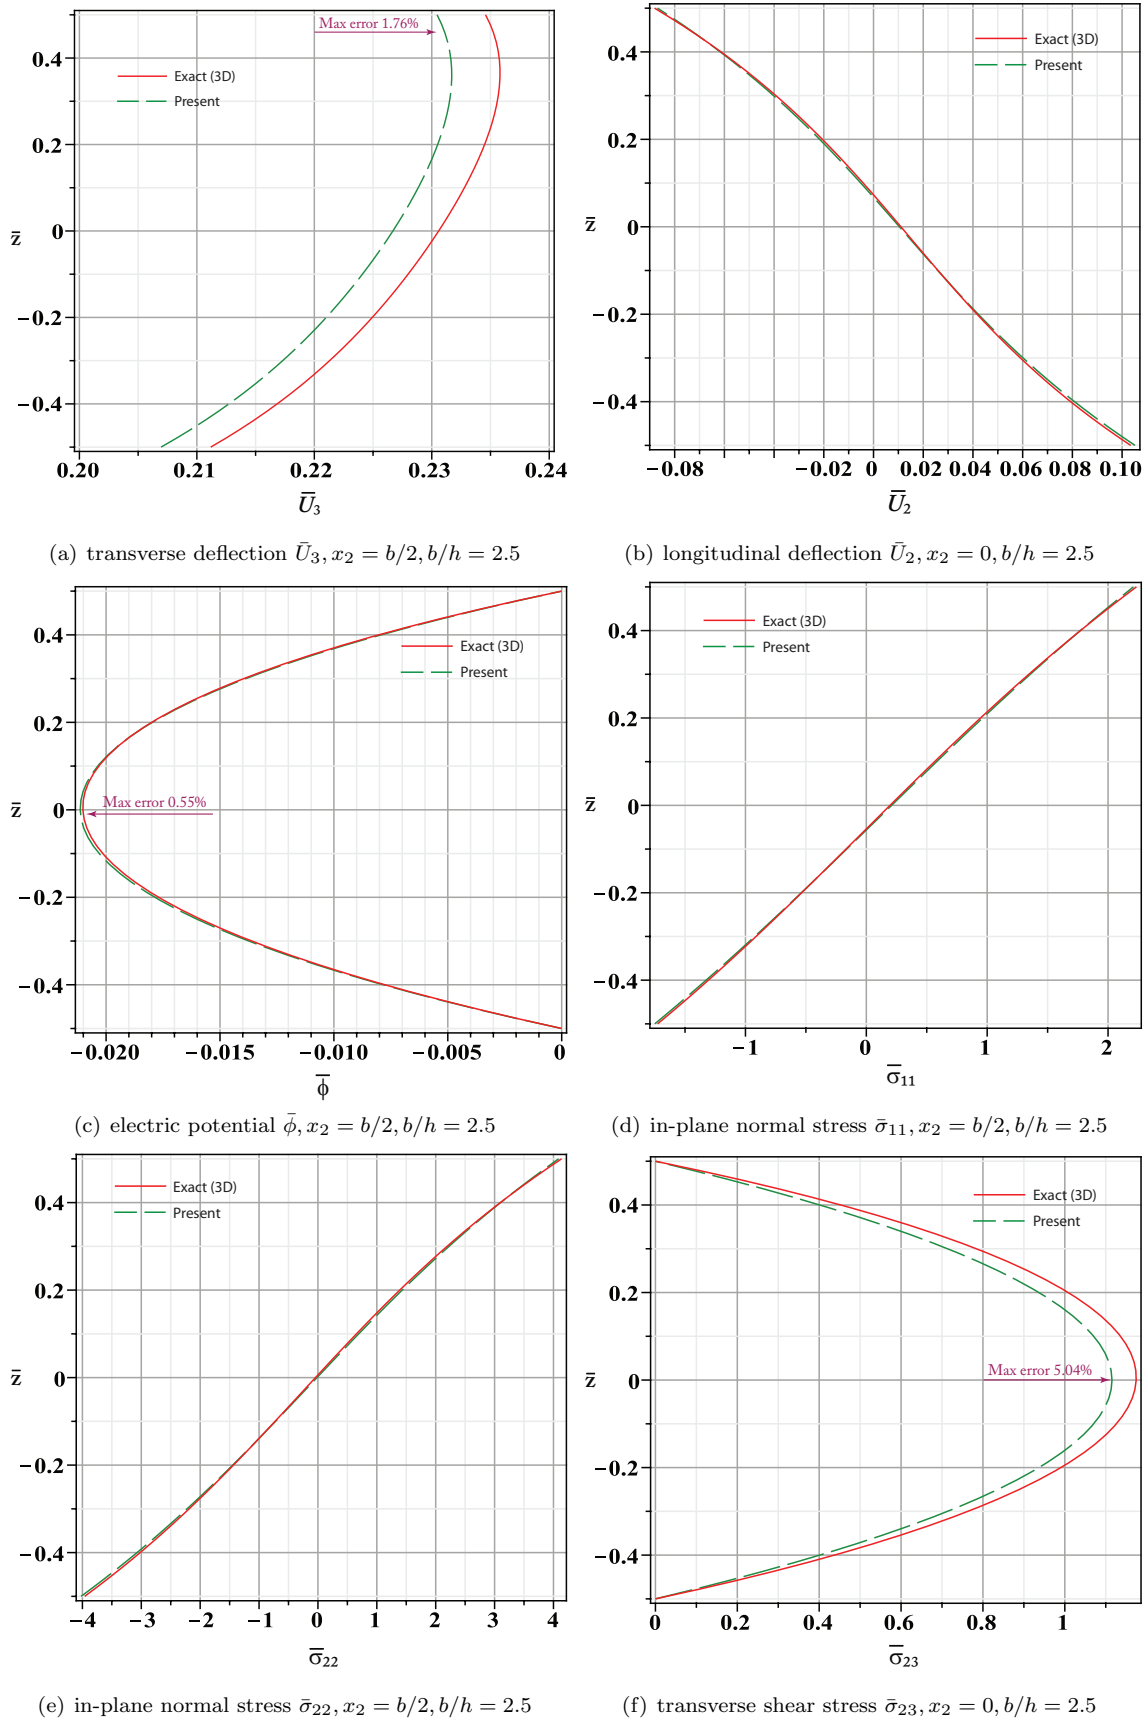 Max error 1.76%
0.4
Exact (3D)
Present
0.2
z̄
0
−0.2
−0.4
0.20 0.21 0.22 0.23 0.24
Ū₃
(a) transverse deflection Ū₃, x₂ = b/2, b/h = 2.5
Exact (3D)
0.4
Present
0.2
z̄
0
−0.2
−0.4
−0.08 −0.02 0 0.02 0.04 0.06 0.08 0.10
Ū₂
(b) longitudinal deflection Ū₂, x₂ = 0, b/h = 2.5
0.4
Exact (3D)
Present
0.2
z̄
0
Max error 0.55%
−0.2
−0.4
−0.020 −0.015 −0.010 −0.005 0
ϕ̄
(c) electric potential ϕ̄, x₂ = b/2, b/h = 2.5
Exact (3D)
0.4
Present
0.2
z̄
0
−0.2
−0.4
−1 0 1 2
σ̄₁₁
(d) in-plane normal stress σ̄₁₁, x₂ = b/2, b/h = 2.5
Exact (3D)
0.4
Present
0.2
z̄
0
−0.2
−0.4
−4 −3 −2 −1 0 1 2 3 4
σ̄₂₂
(e) in-plane normal stress σ̄₂₂, x₂ = b/2, b/h = 2.5
Exact (3D)
0.4
Present
0.2
Max error 5.04%
z̄
0
−0.2
−0.4
0 0.2 0.4 0.6 0.8 1
σ̄₂₃
(f) transverse shear stress σ̄₂₃, x₂ = 0, b/h = 2.5